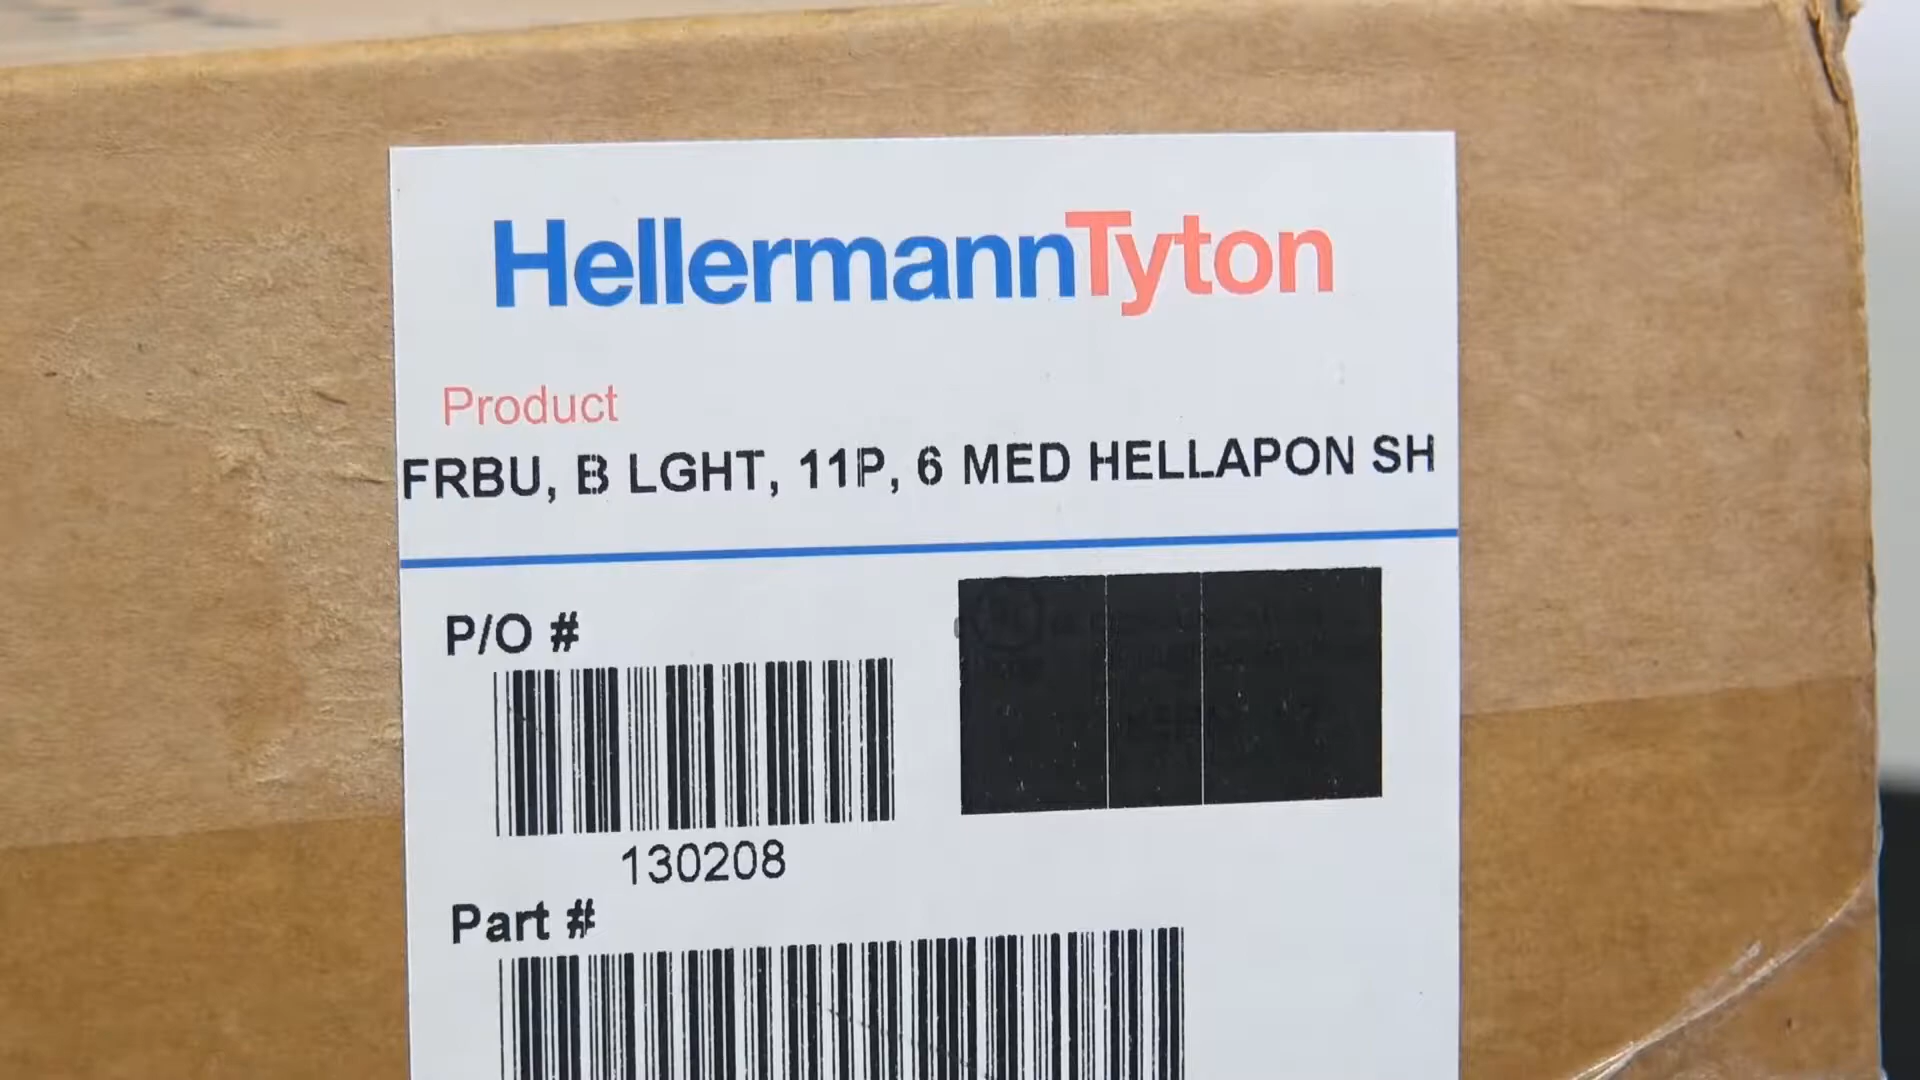 HellermannTyton
Product
FRBU, B LGHT, 11P, 6 MED HELLAPON SH
P/O #
130208
Part #